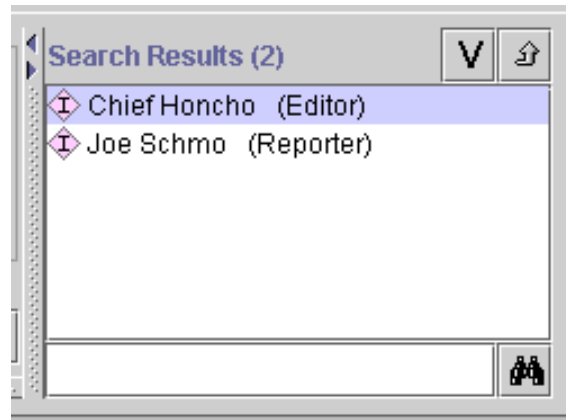 Search Results (2) V
I Chief Honcho (Editor)
I Joe Schmo (Reporter)